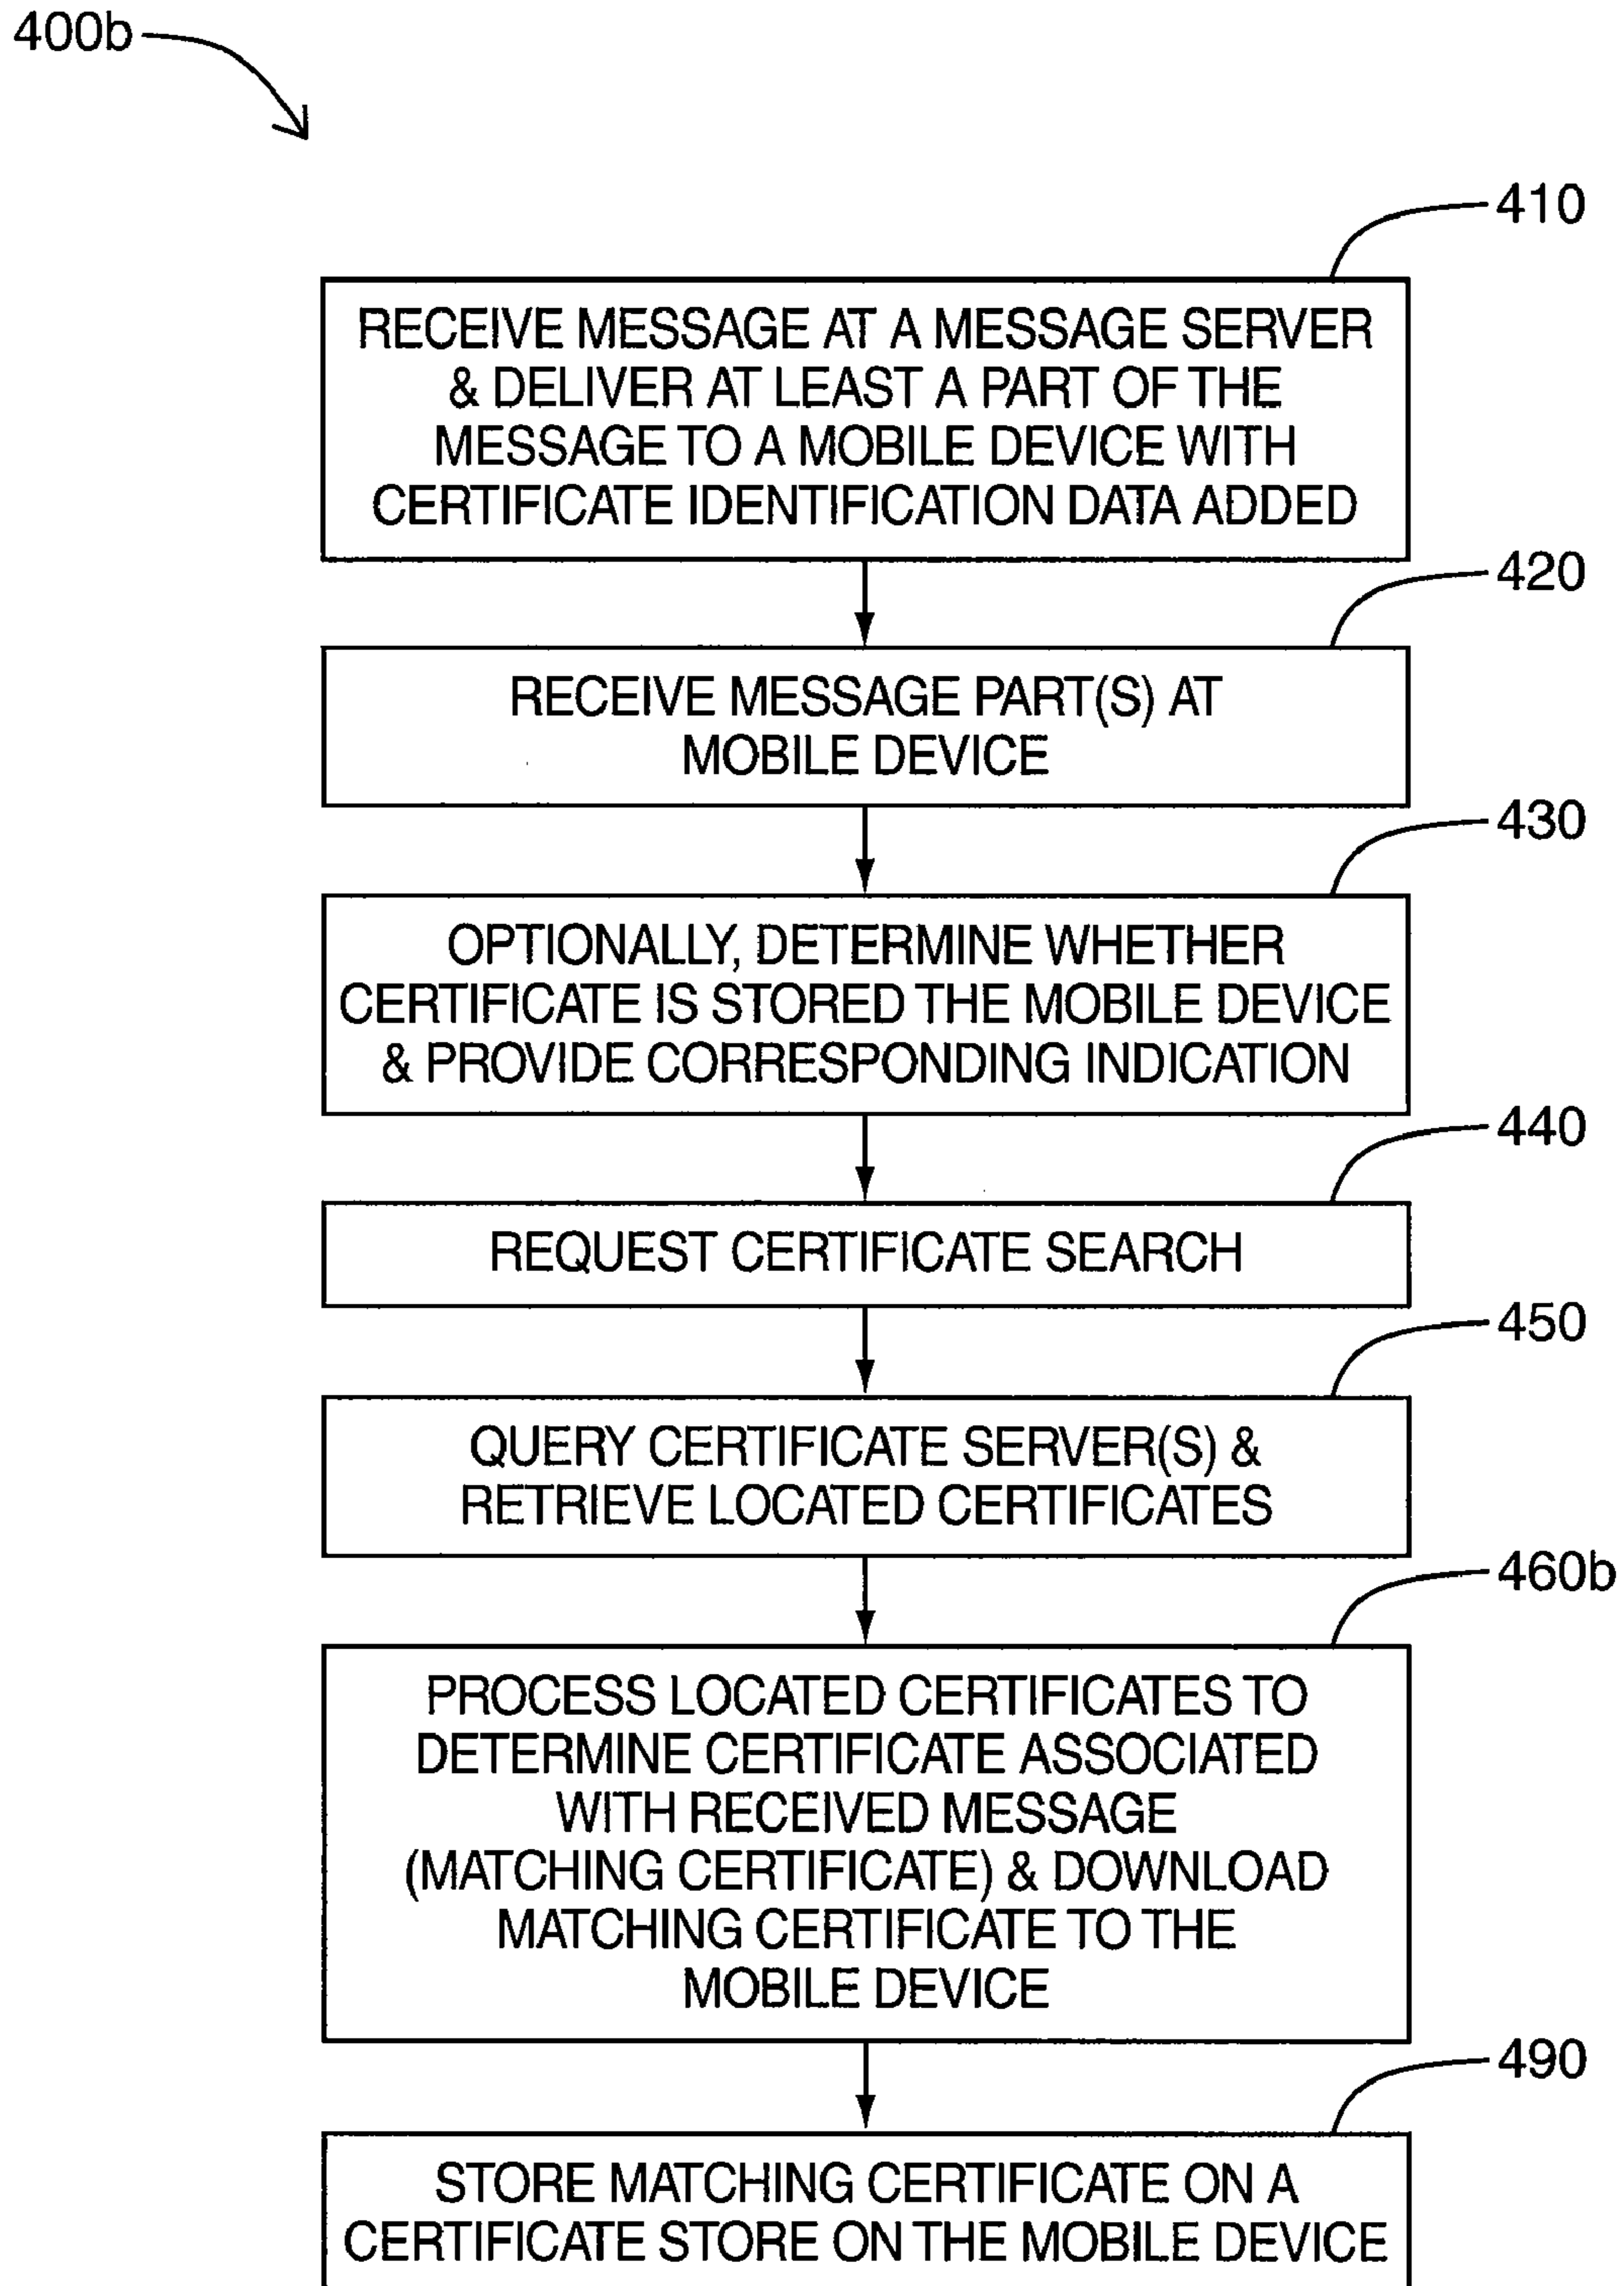 400b
410
RECEIVE MESSAGE AT A MESSAGE SERVER
& DELIVER AT LEAST A PART OF THE
MESSAGE TO A MOBILE DEVICE WITH
CERTIFICATE IDENTIFICATION DATA ADDED
420
RECEIVE MESSAGE PART(S) AT
MOBILE DEVICE
430
OPTIONALLY, DETERMINE WHETHER
CERTIFICATE IS STORED THE MOBILE DEVICE
& PROVIDE CORRESPONDING INDICATION
440
REQUEST CERTIFICATE SEARCH
450
QUERY CERTIFICATE SERVER(S) &
RETRIEVE LOCATED CERTIFICATES
460b
PROCESS LOCATED CERTIFICATES TO
DETERMINE CERTIFICATE ASSOCIATED
WITH RECEIVED MESSAGE
(MATCHING CERTIFICATE) & DOWNLOAD
MATCHING CERTIFICATE TO THE
MOBILE DEVICE
490
STORE MATCHING CERTIFICATE ON A
CERTIFICATE STORE ON THE MOBILE DEVICE